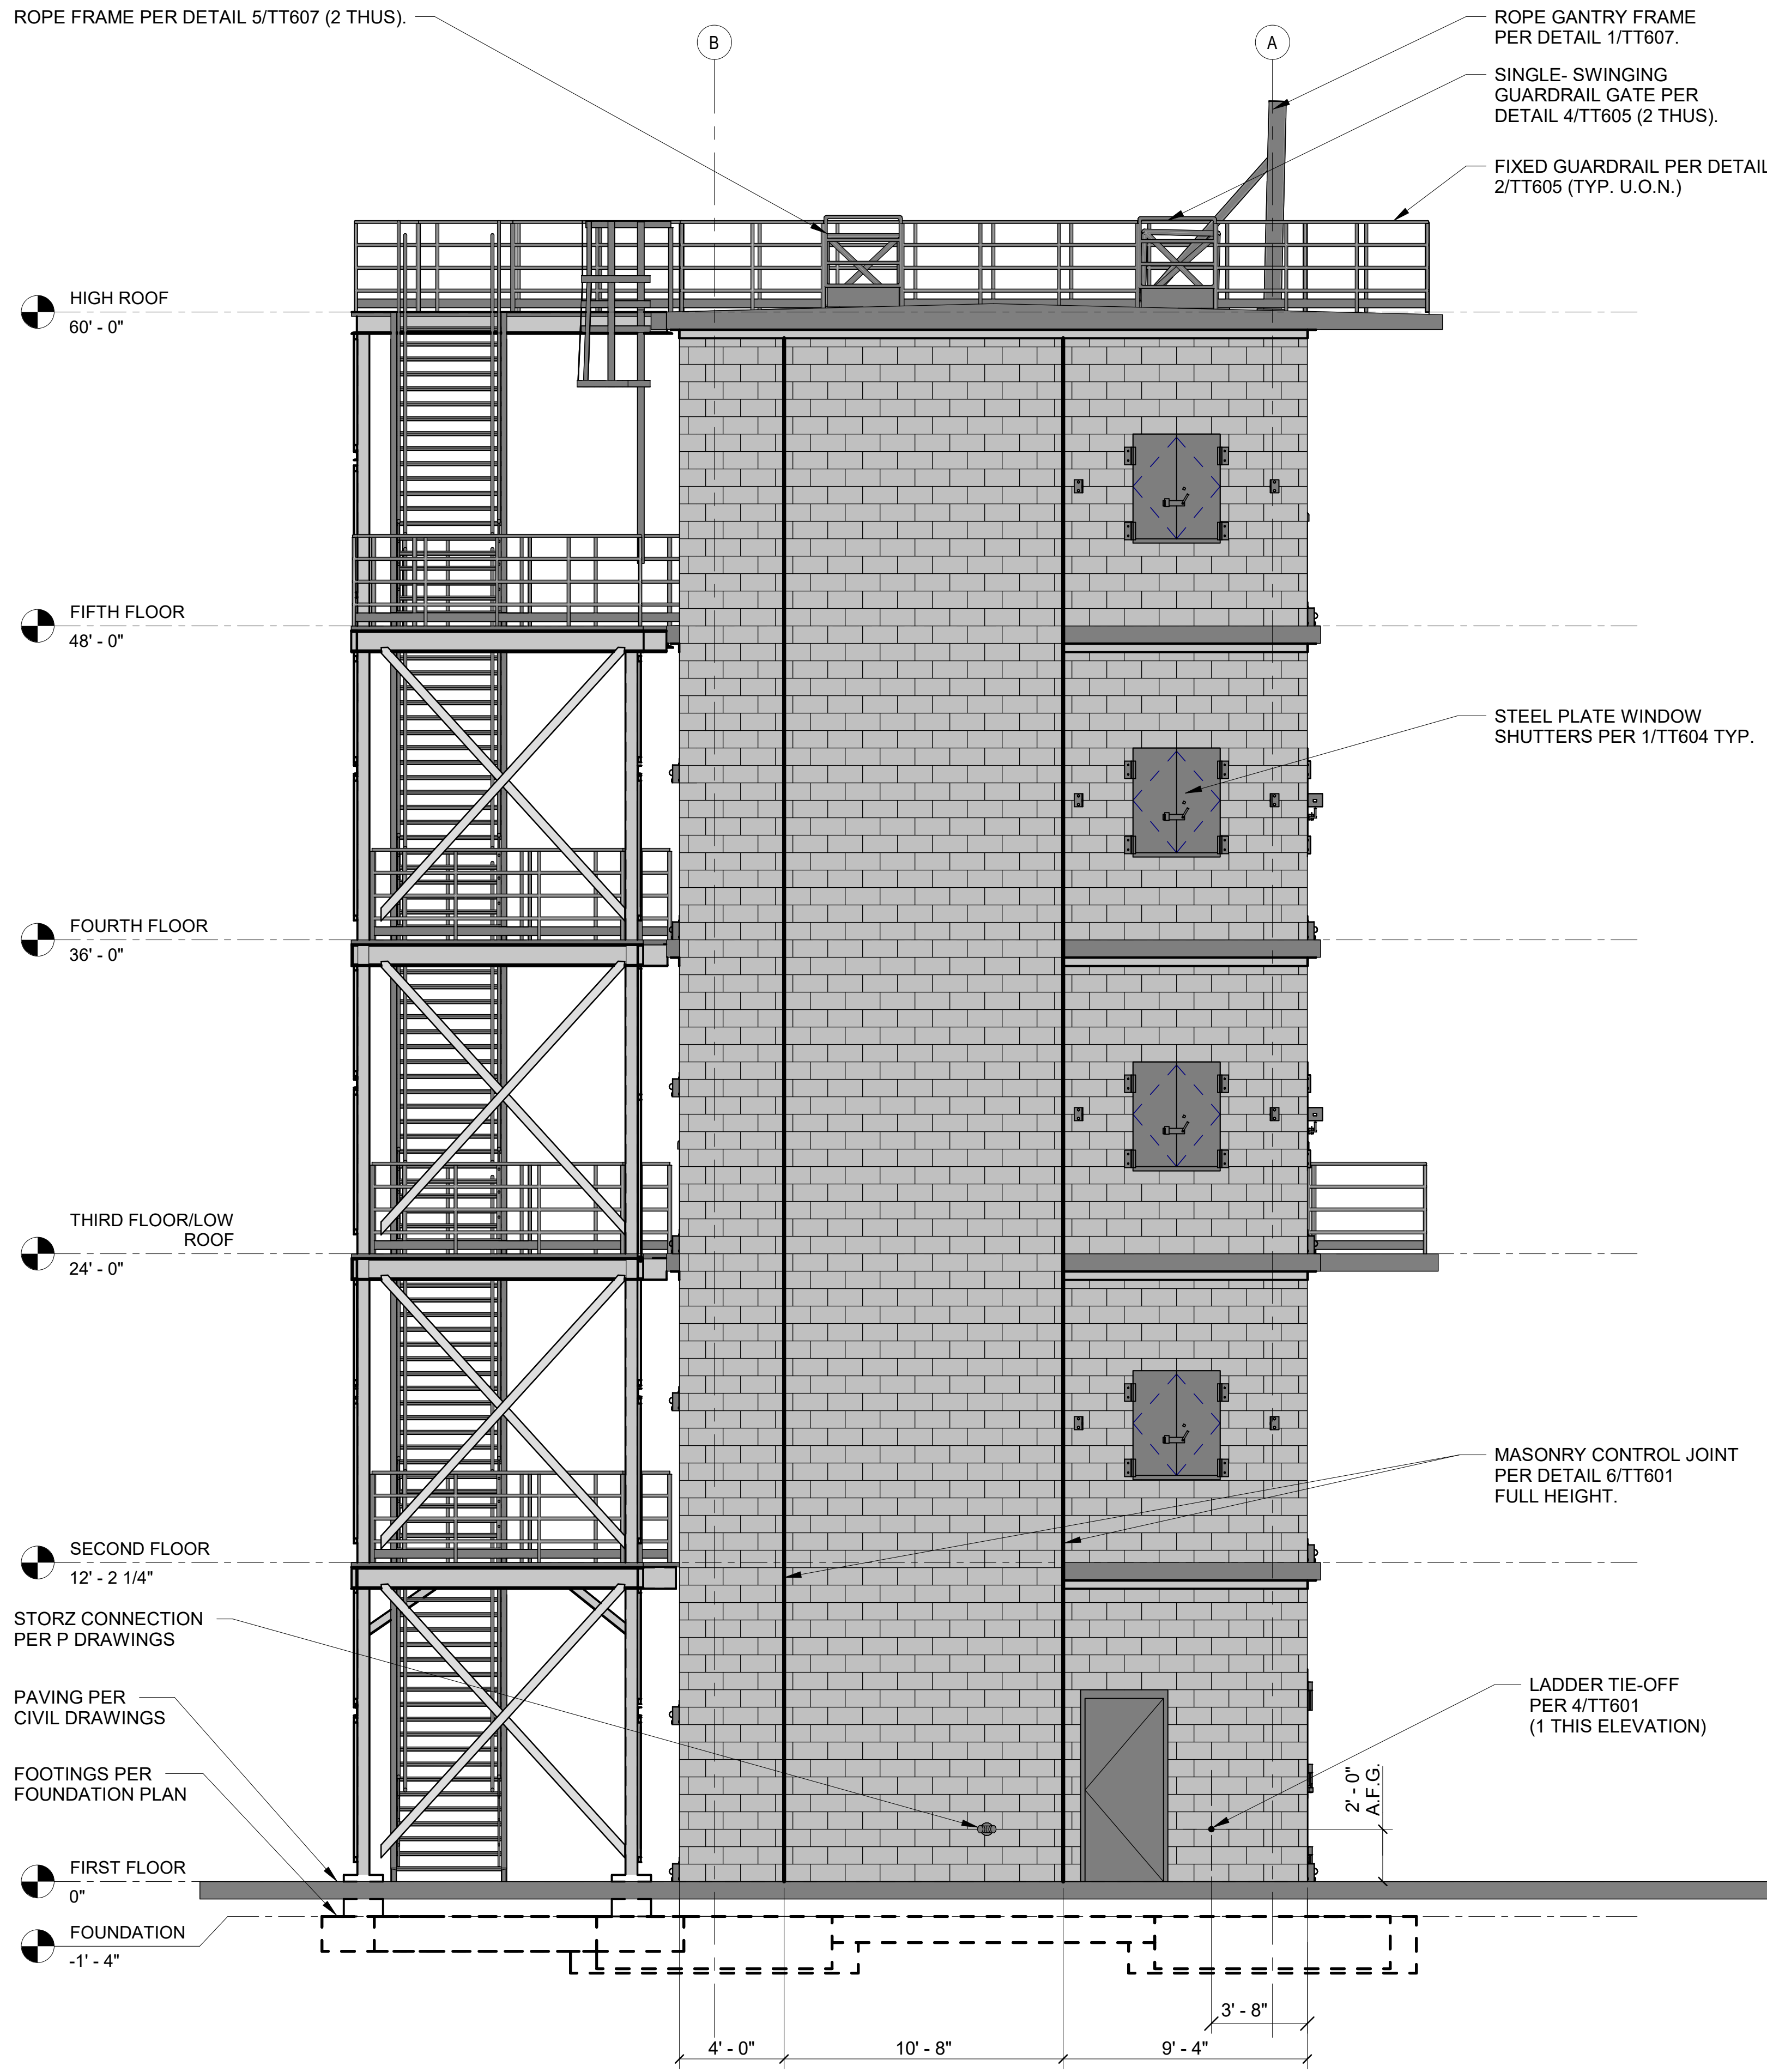 ROPE FRAME PER DETAIL 5/TT607 (2 THUS).
B
A
ROPE GANTRY FRAME
PER DETAIL 1/TT607.
SINGLE- SWINGING
GUARDRAIL GATE PER
DETAIL 4/TT605 (2 THUS).
FIXED GUARDRAIL PER DETAIL
2/TT605 (TYP. U.O.N.)
HIGH ROOF
60' - 0"
FIFTH FLOOR
48' - 0"
STEEL PLATE WINDOW
SHUTTERS PER 1/TT604 TYP.
FOURTH FLOOR
36' - 0"
THIRD FLOOR/LOW
ROOF
24' - 0"
MASONRY CONTROL JOINT
PER DETAIL 6/TT601
FULL HEIGHT.
SECOND FLOOR
12' - 2 1/4"
STORZ CONNECTION
PER P DRAWINGS
PAVING PER
CIVIL DRAWINGS
LADDER TIE-OFF
PER 4/TT601
(1 THIS ELEVATION)
FOOTINGS PER
FOUNDATION PLAN
2' - 0"
A.F.G.
FIRST FLOOR
0"
FOUNDATION
-1' - 4"
3' - 8"
4' - 0"
10' - 8"
9' - 4"